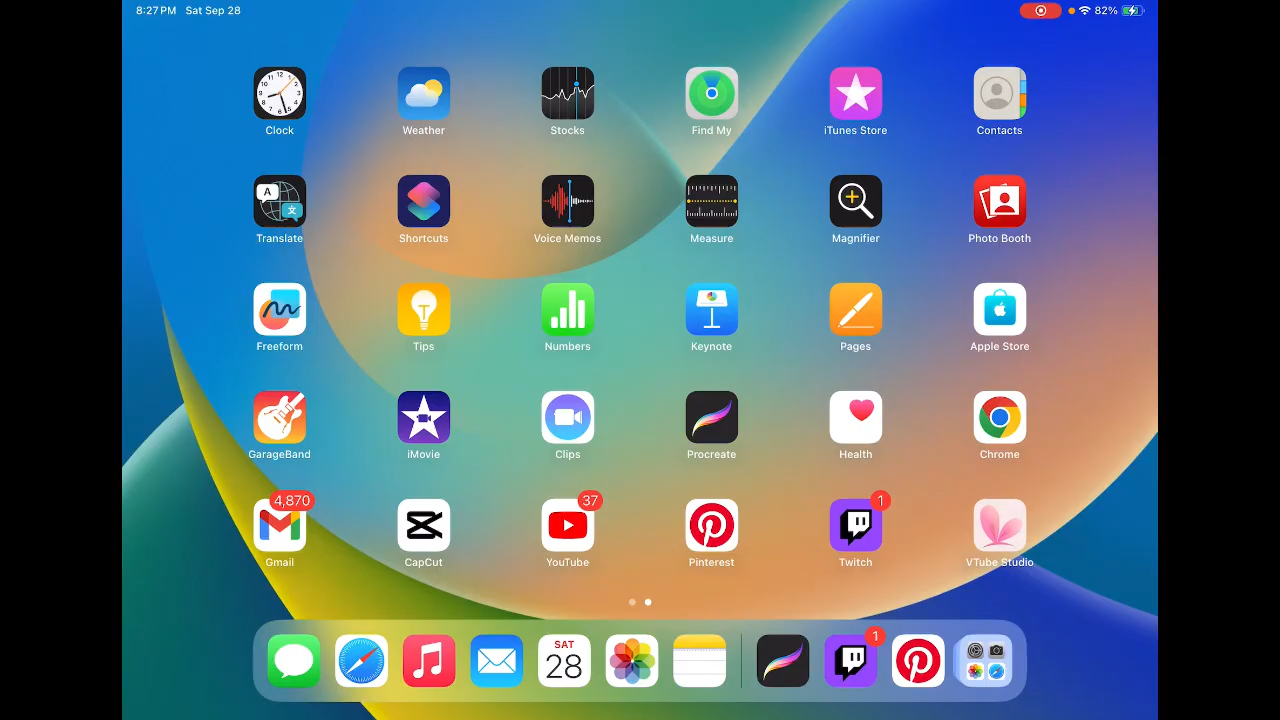 8:27 PM Sat Sep 28 82%
Clock Weather Stocks Find My iTunes Store Contacts
Translate Shortcuts Voice Memos Measure Magnifier Photo Booth
Freeform Tips Numbers Keynote Pages Apple Store
GarageBand iMovie Clips Procreate Health Chrome
4,870 37 1
Gmail CapCut YouTube Pinterest Twitch VTube Studio
SAT 1
28